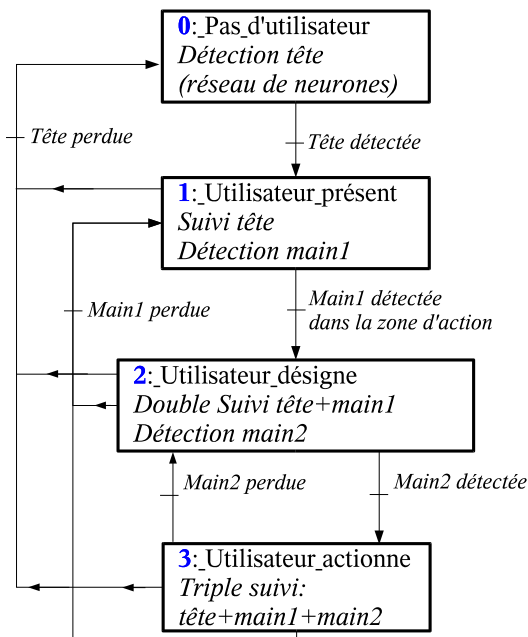 0:_Pas_d'utilisateur
Détection tête
(réseau de neurones)
Tête perdue
Tête détectée
1:_Utilisateur_présent
Suivi tête
Détection main1
Main1 perdue
Main1 détectée
dans la zone d'action
2:_Utilisateur_désigne
Double Suivi tête+main1
Détection main2
Main2 perdue
Main2 détectée
3:_Utilisateur_actionne
Triple suivi:
tête+main1+main2